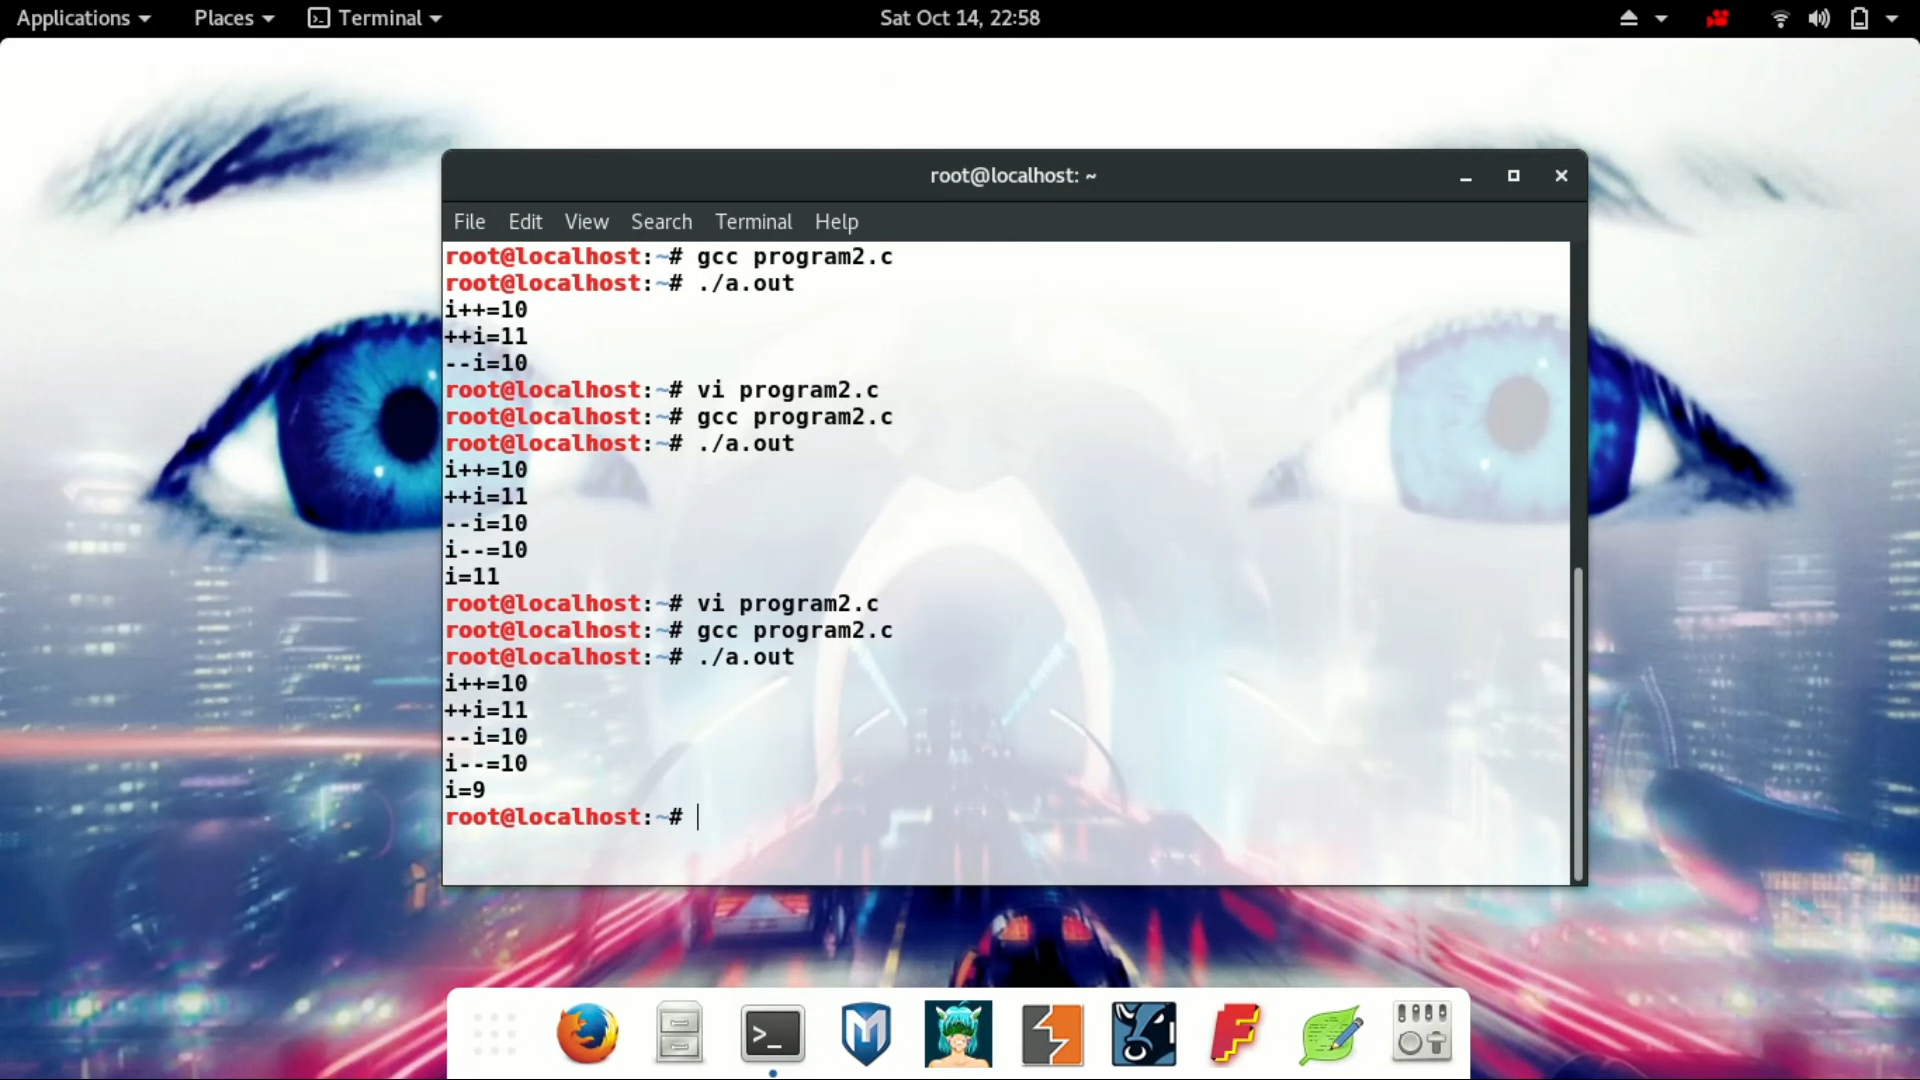 Applications Places Terminal Sat Oct 14, 22:58
root@localhost: ~
File Edit View Search Terminal Help
root@localhost:~# gcc program2.c
root@localhost:~# ./a.out
i++=10
++i=11
--i=10
root@localhost:~# vi program2.c
root@localhost:~# gcc program2.c
root@localhost:~# ./a.out
i++=10
++i=11
--i=10
i--=10
i=11
root@localhost:~# vi program2.c
root@localhost:~# gcc program2.c
root@localhost:~# ./a.out
i++=10
++i=11
--i=10
i--=10
i=9
root@localhost:~#